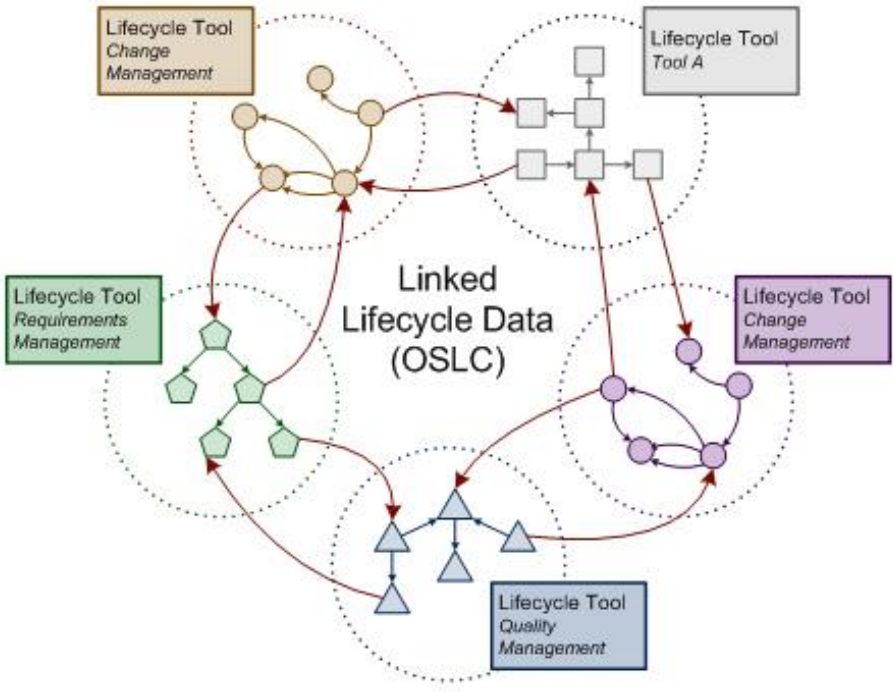 Lifecycle Tool
Change
Management
Lifecycle Tool
Tool A
Linked
Lifecycle Data
(OSLC)
Lifecycle Tool
Requirements
Management
Lifecycle Tool
Change
Management
Lifecycle Tool
Quality
Management